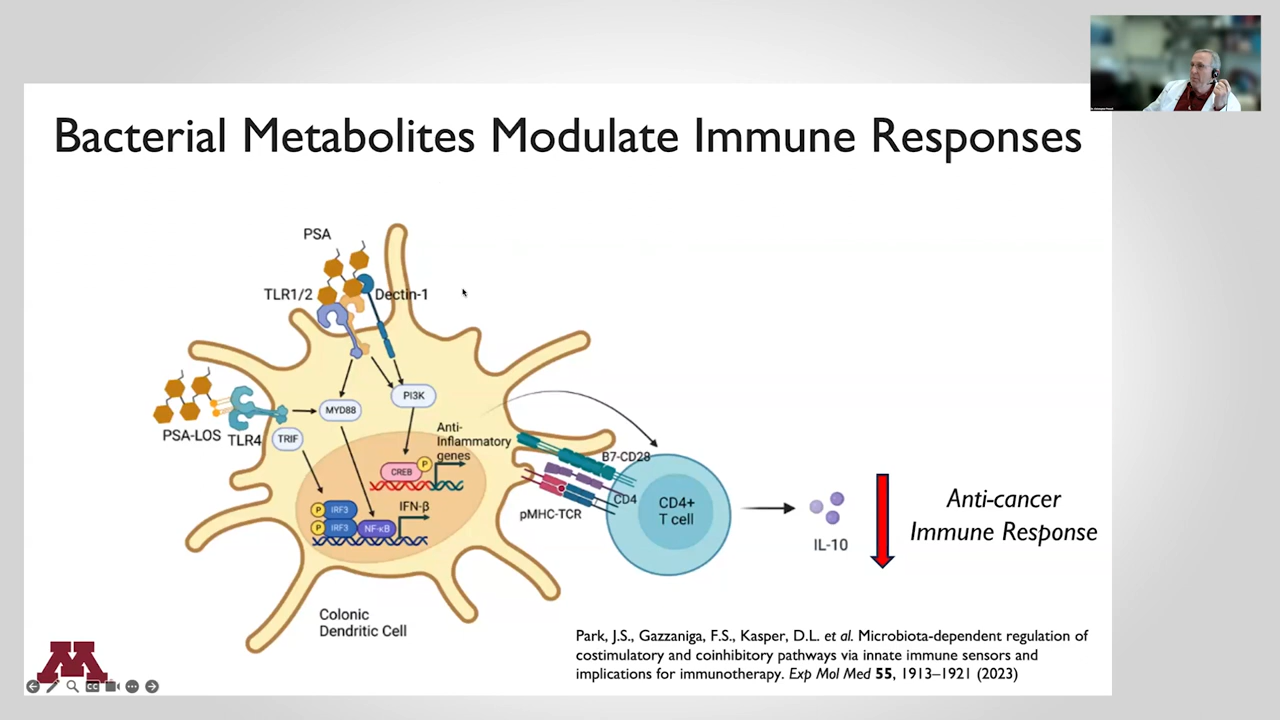 Bacterial Metabolites Modulate Immune Responses
PSA
TLR1/2
Dectin-1
PSA-LOS
TLR4
TRIF
MYD88
PI3K
Anti-
Inflammatory
genes
CREB
P
IFN-β
P
IRF3
P
IRF3
NF-κB
B7-CD28
CD4
pMHC-TCR
CD4+
T cell
IL-10
Anti-cancer
Immune Response
Colonic
Dendritic Cell
Park, J.S., Gazzaniga, F.S., Kasper, D.L. et al. Microbiota-dependent regulation of
costimulatory and coinhibitory pathways via innate immune sensors and
implications for immunotherapy. Exp Mol Med 55, 1913–1921 (2023)
M
CC